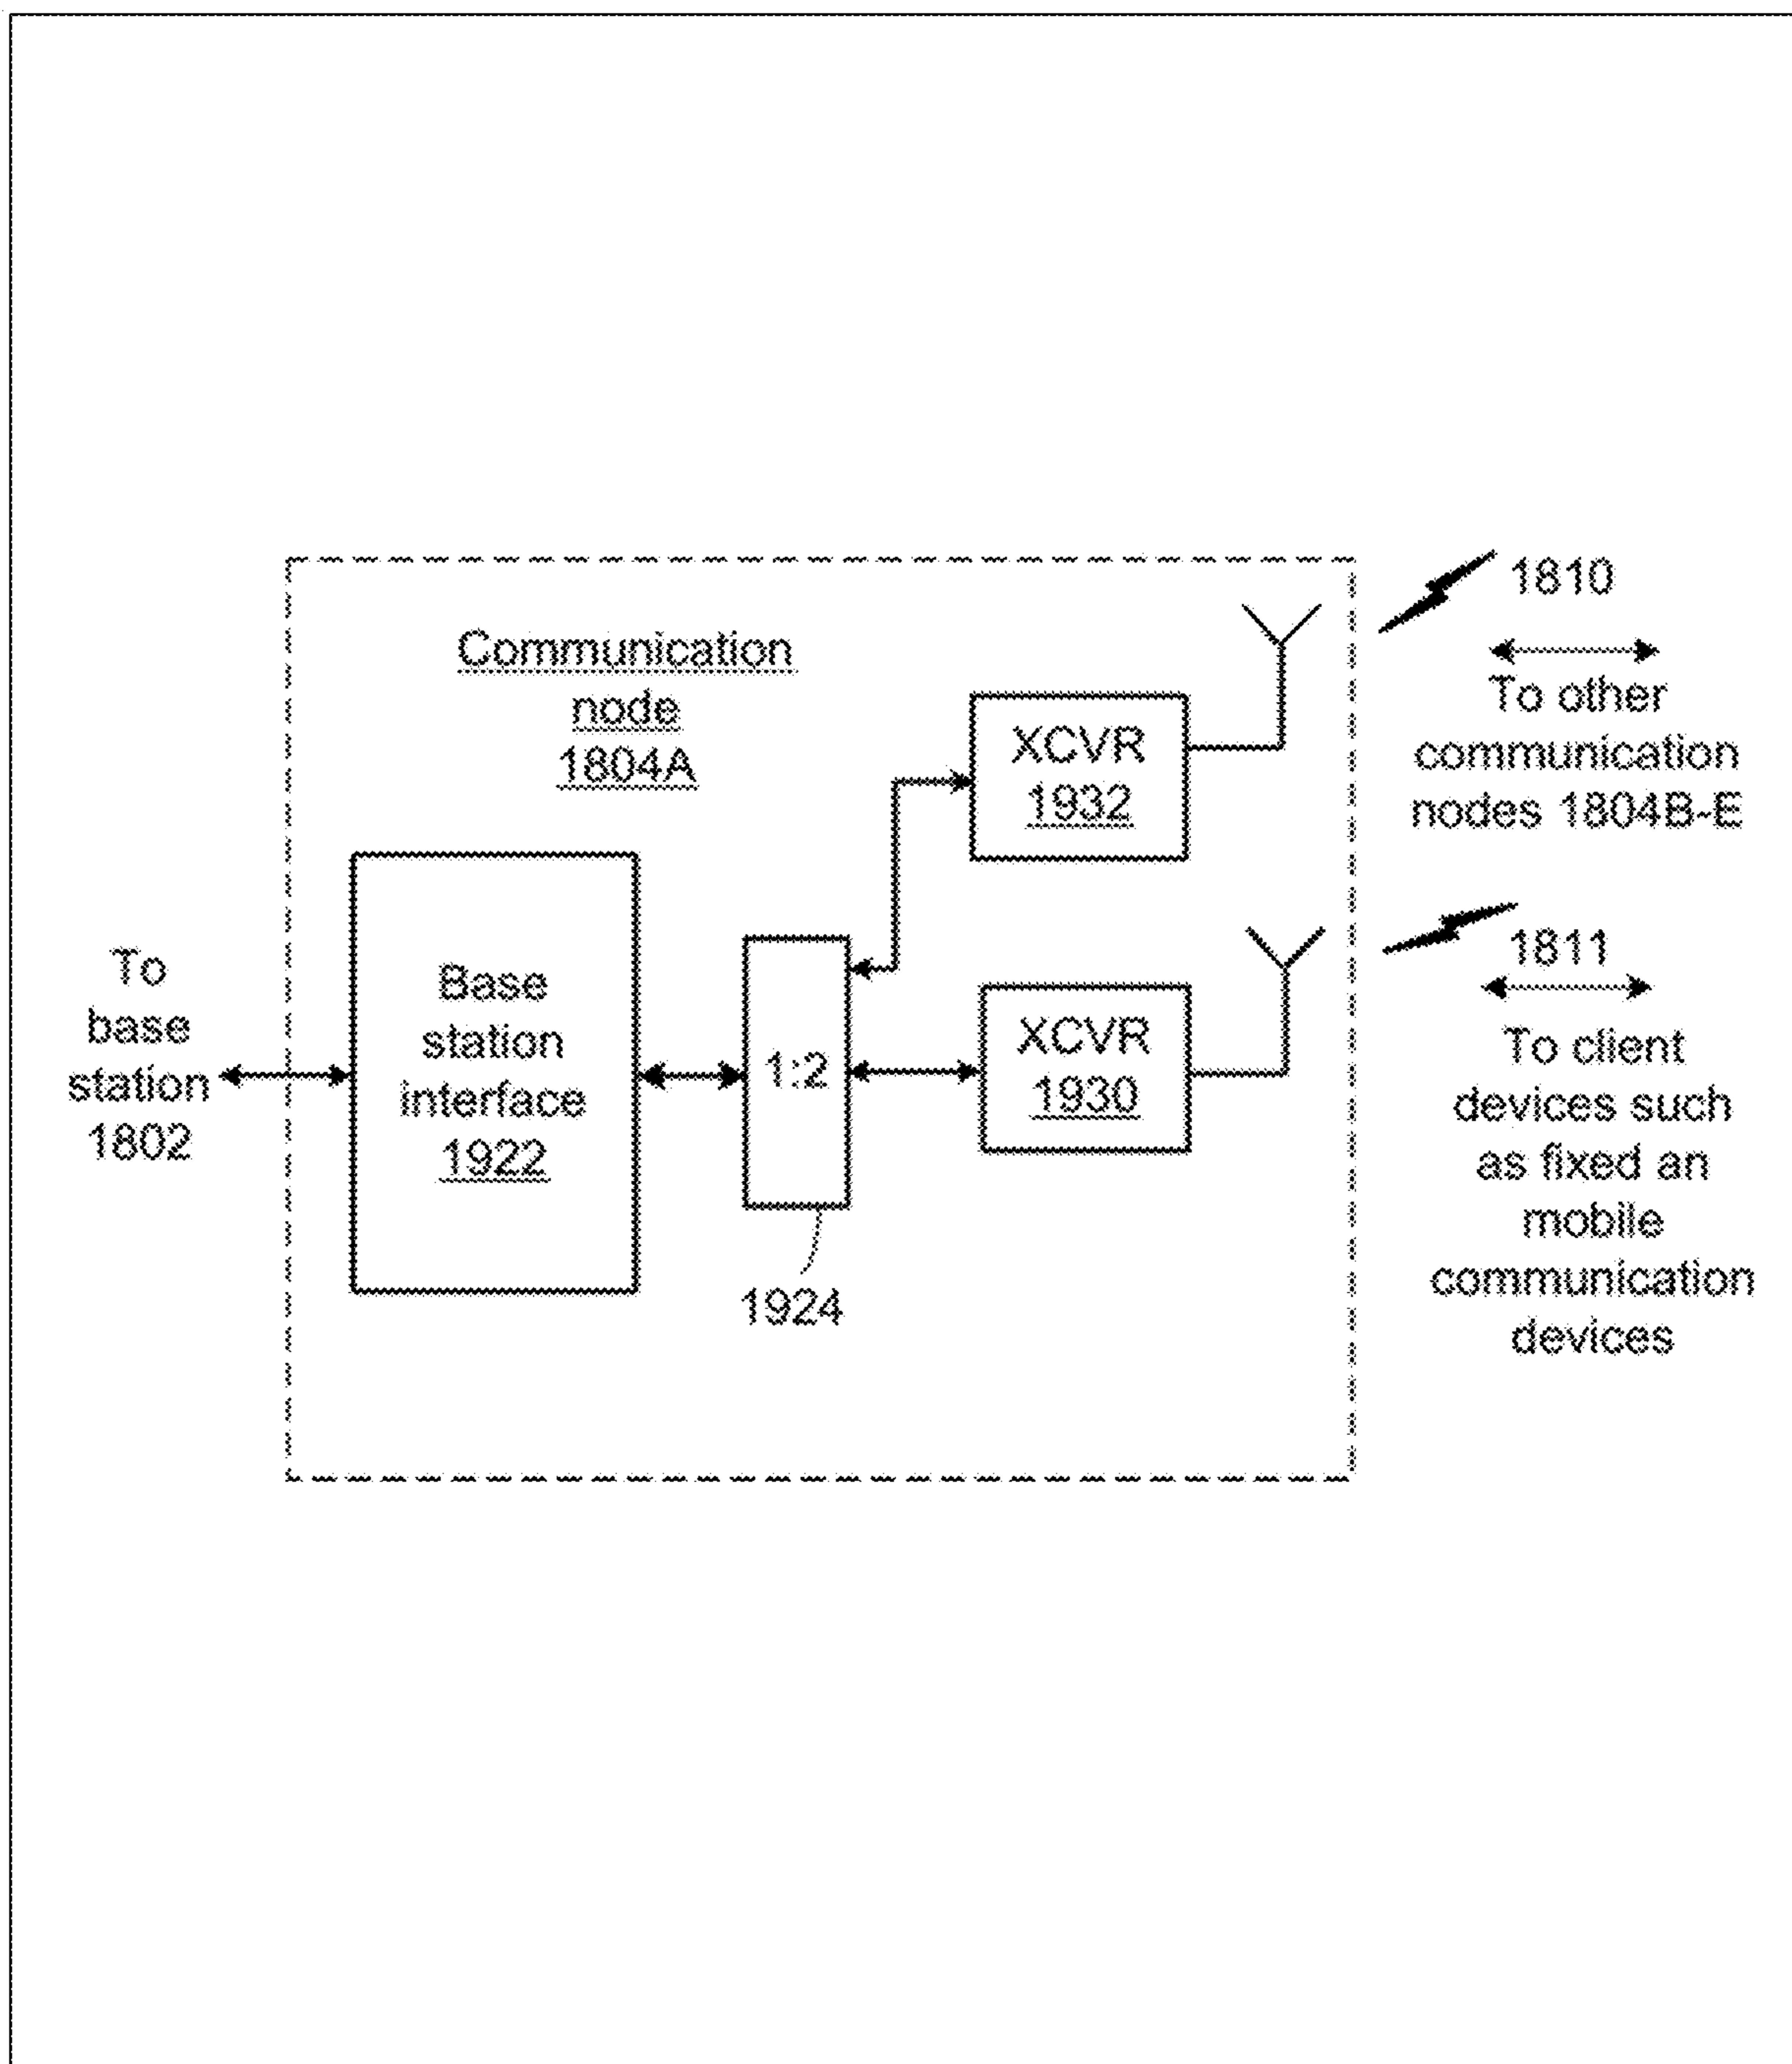 Communication
node
1804A
To
base
station
1802
Base
station
interface
1922
1:2
1924
XCVR
1932
XCVR
1930
1810
To other
communication
nodes 1804B-E
1811
To client
devices such
as fixed an
mobile
communication
devices